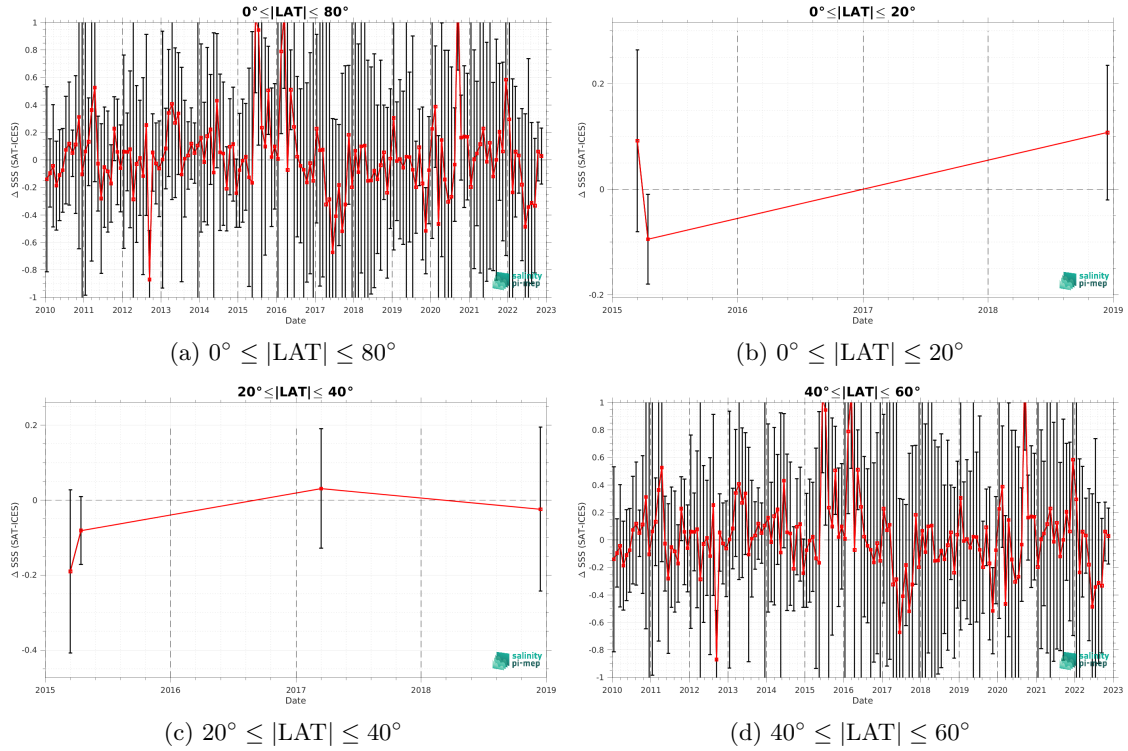 0°≤|LAT|≤ 80°
Δ SSS (SAT-ICES)
1
0.8
0.6
0.4
0.2
0
-0.2
-0.4
-0.6
-0.8
-1
2010 2011 2012 2013 2014 2015 2016 2017 2018 2019 2020 2021 2022 2023
Date
salinity
pi-mep
(a) 0° ≤ |LAT| ≤ 80°
0°≤|LAT|≤ 20°
Δ SSS (SAT-ICES)
0.2
0
-0.2
2015 2016 2017 2018 2019
Date
salinity
pi-mep
(b) 0° ≤ |LAT| ≤ 20°
20°≤|LAT|≤ 40°
Δ SSS (SAT-ICES)
0.2
0
-0.2
-0.4
2015 2016 2017 2018 2019
Date
salinity
pi-mep
(c) 20° ≤ |LAT| ≤ 40°
40°≤|LAT|≤ 60°
Δ SSS (SAT-ICES)
1
0.8
0.6
0.4
0.2
0
-0.2
-0.4
-0.6
-0.8
-1
2010 2011 2012 2013 2014 2015 2016 2017 2018 2019 2020 2021 2022 2023
Date
salinity
pi-mep
(d) 40° ≤ |LAT| ≤ 60°